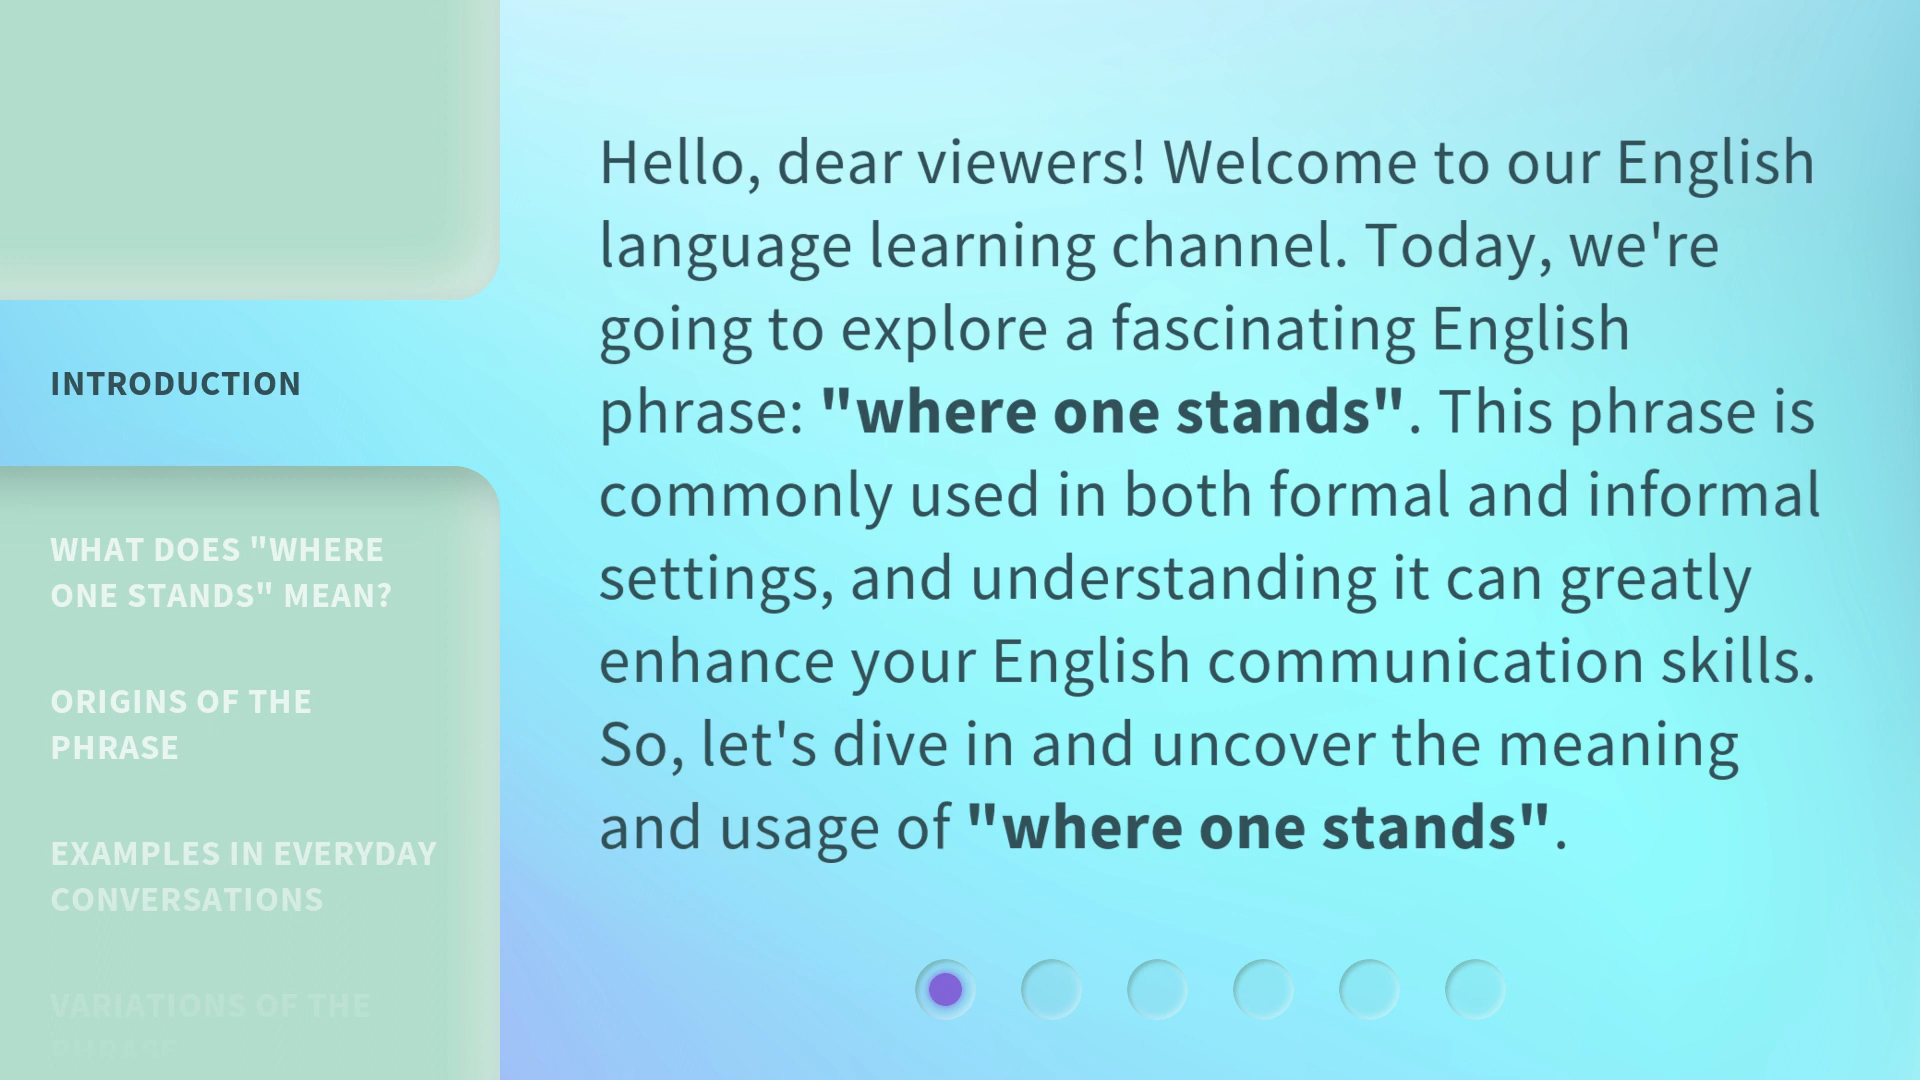 INTRODUCTION
WHAT DOES "WHERE
ONE STANDS" MEAN?
ORIGINS OF THE
PHRASE
EXAMPLES IN EVERYDAY
CONVERSATIONS
VARIATIONS OF THE
PHRASE
Hello, dear viewers! Welcome to our English
language learning channel. Today, we're
going to explore a fascinating English
phrase: "where one stands". This phrase is
commonly used in both formal and informal
settings, and understanding it can greatly
enhance your English communication skills.
So, let's dive in and uncover the meaning
and usage of "where one stands".